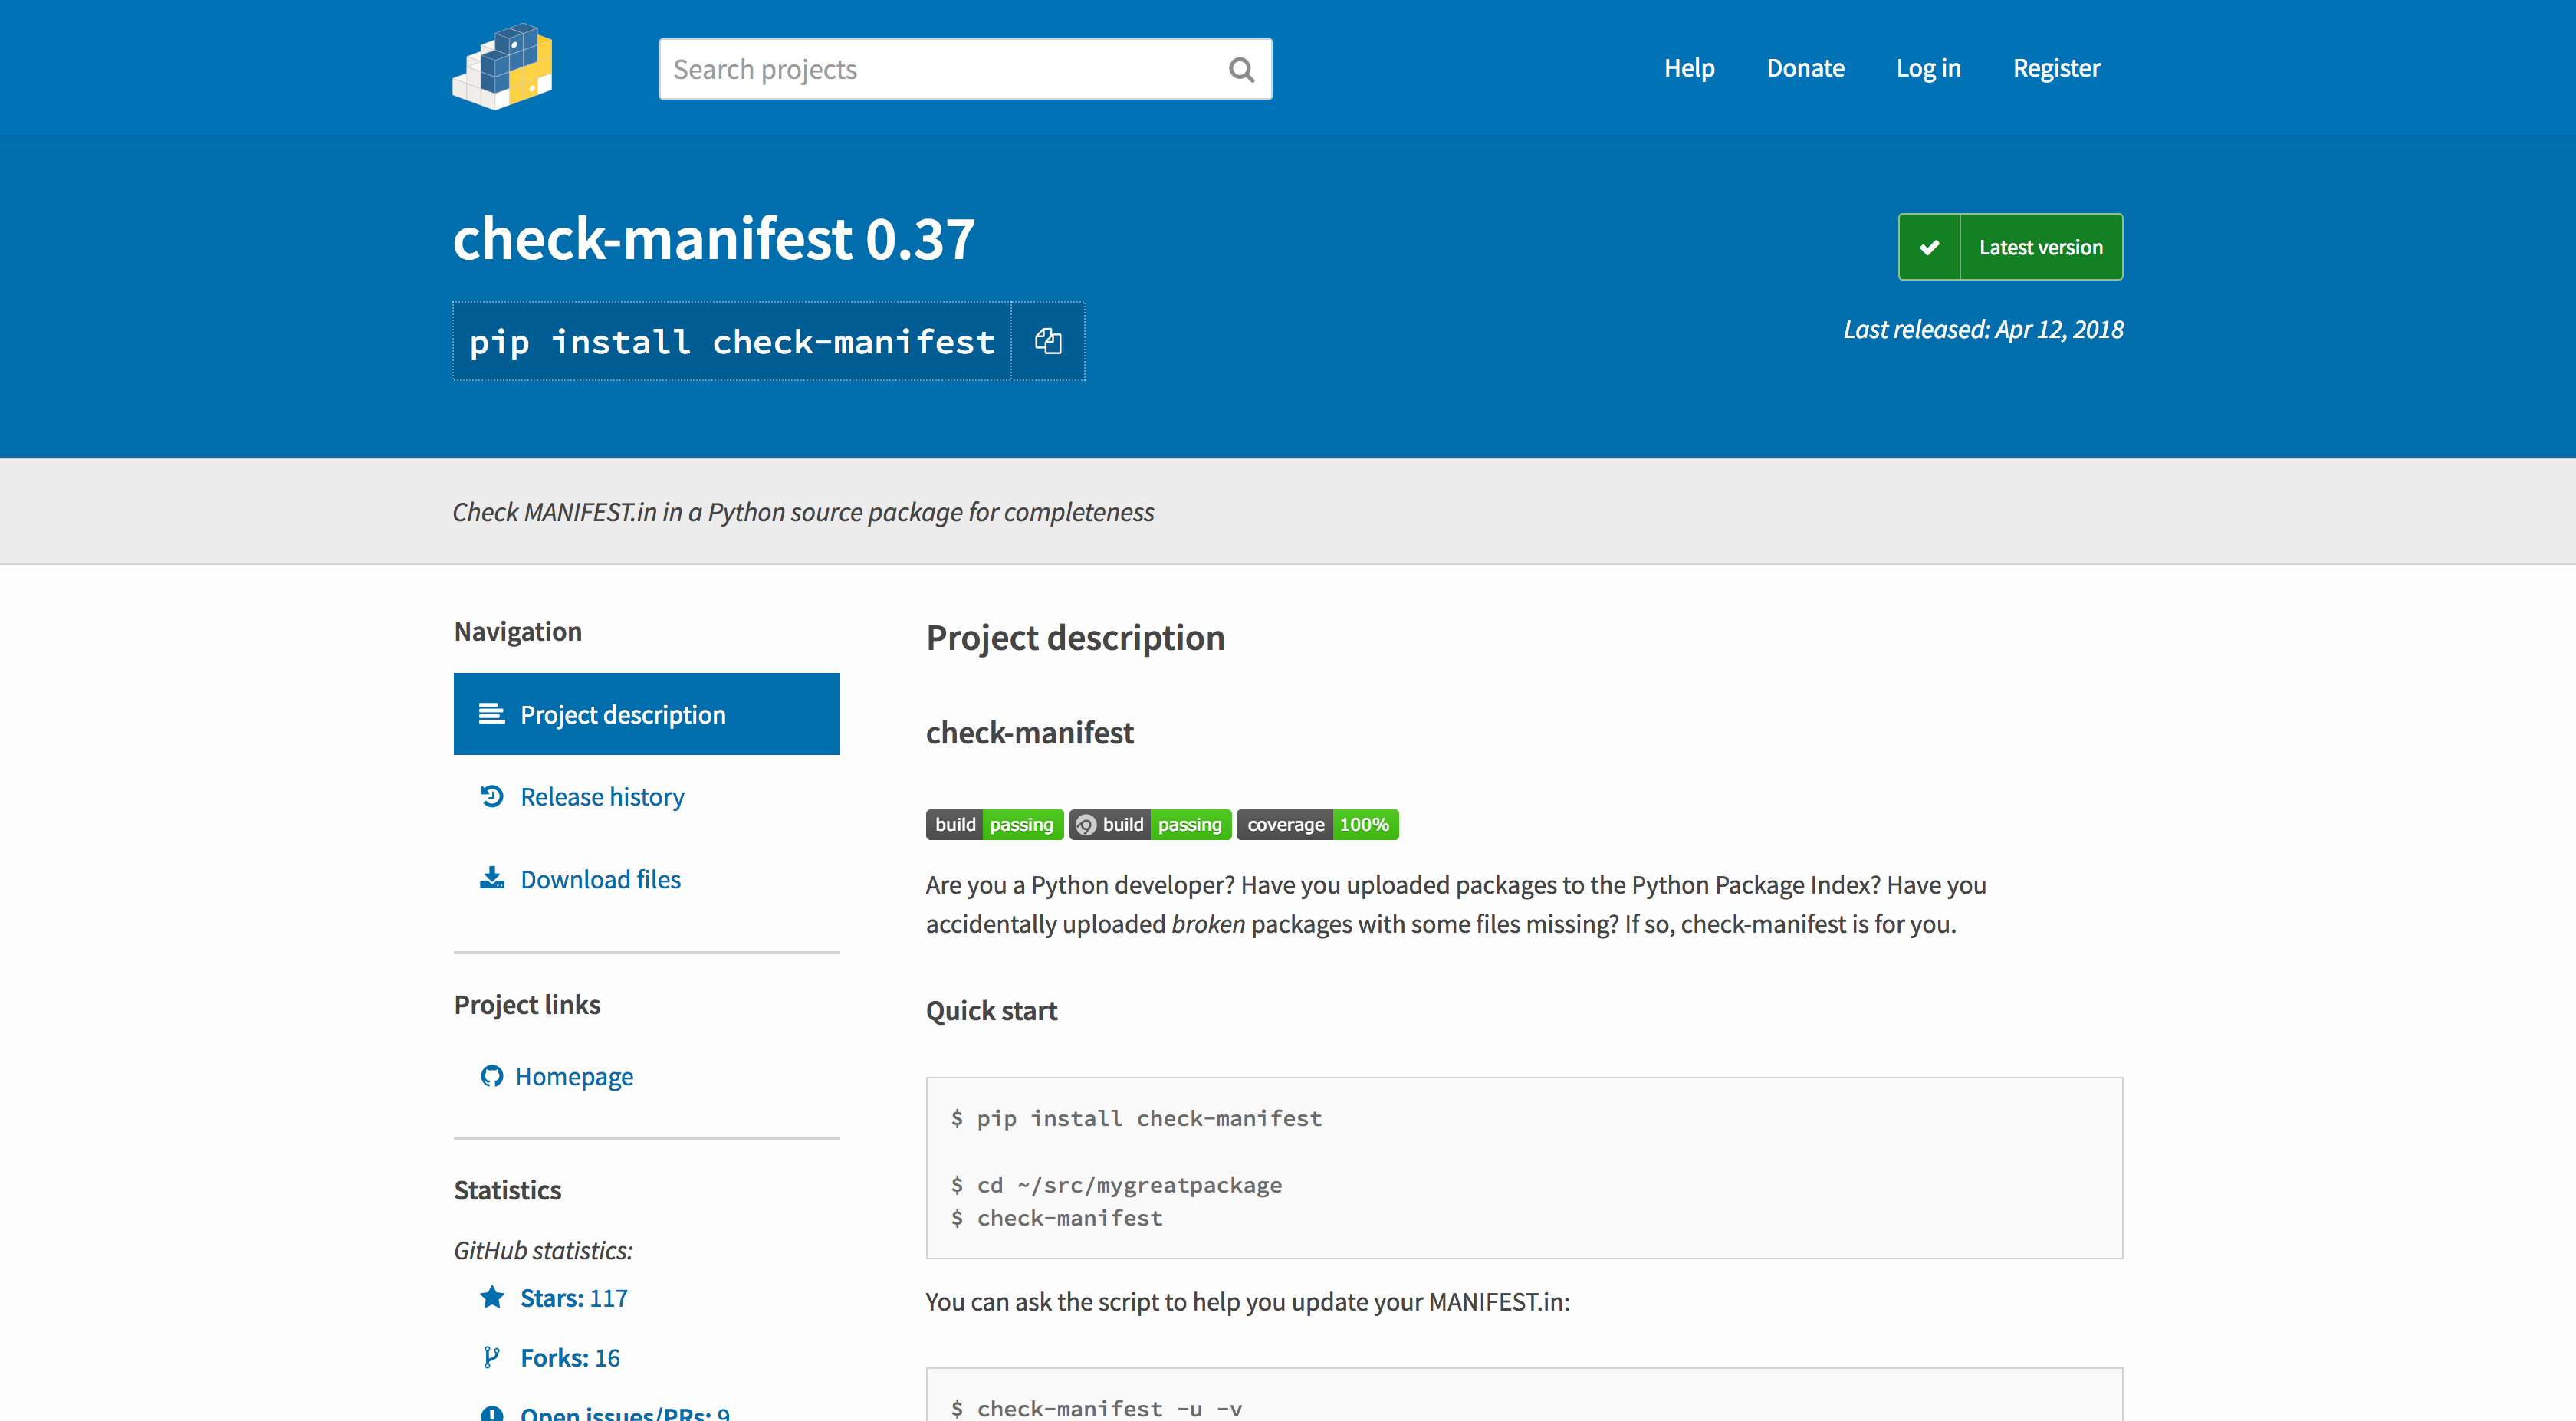 Search projects
Help
Donate
Log in
Register
check-manifest 0.37
Latest version
pip install check-manifest
Last released: Apr 12, 2018
Check MANIFEST.in in a Python source package for completeness
Navigation
Project description
Release history
Download files
Project links
Homepage
Statistics
GitHub statistics:
Stars: 117
Forks: 16
Open issues/PRs: 9
Project description
check-manifest
build passing build passing coverage 100%
Are you a Python developer? Have you uploaded packages to the Python Package Index? Have you
accidentally uploaded broken packages with some files missing? If so, check-manifest is for you.
Quick start
$ pip install check-manifest
$ cd ~/src/mygreatpackage
$ check-manifest
You can ask the script to help you update your MANIFEST.in:
$ check-manifest -u -v